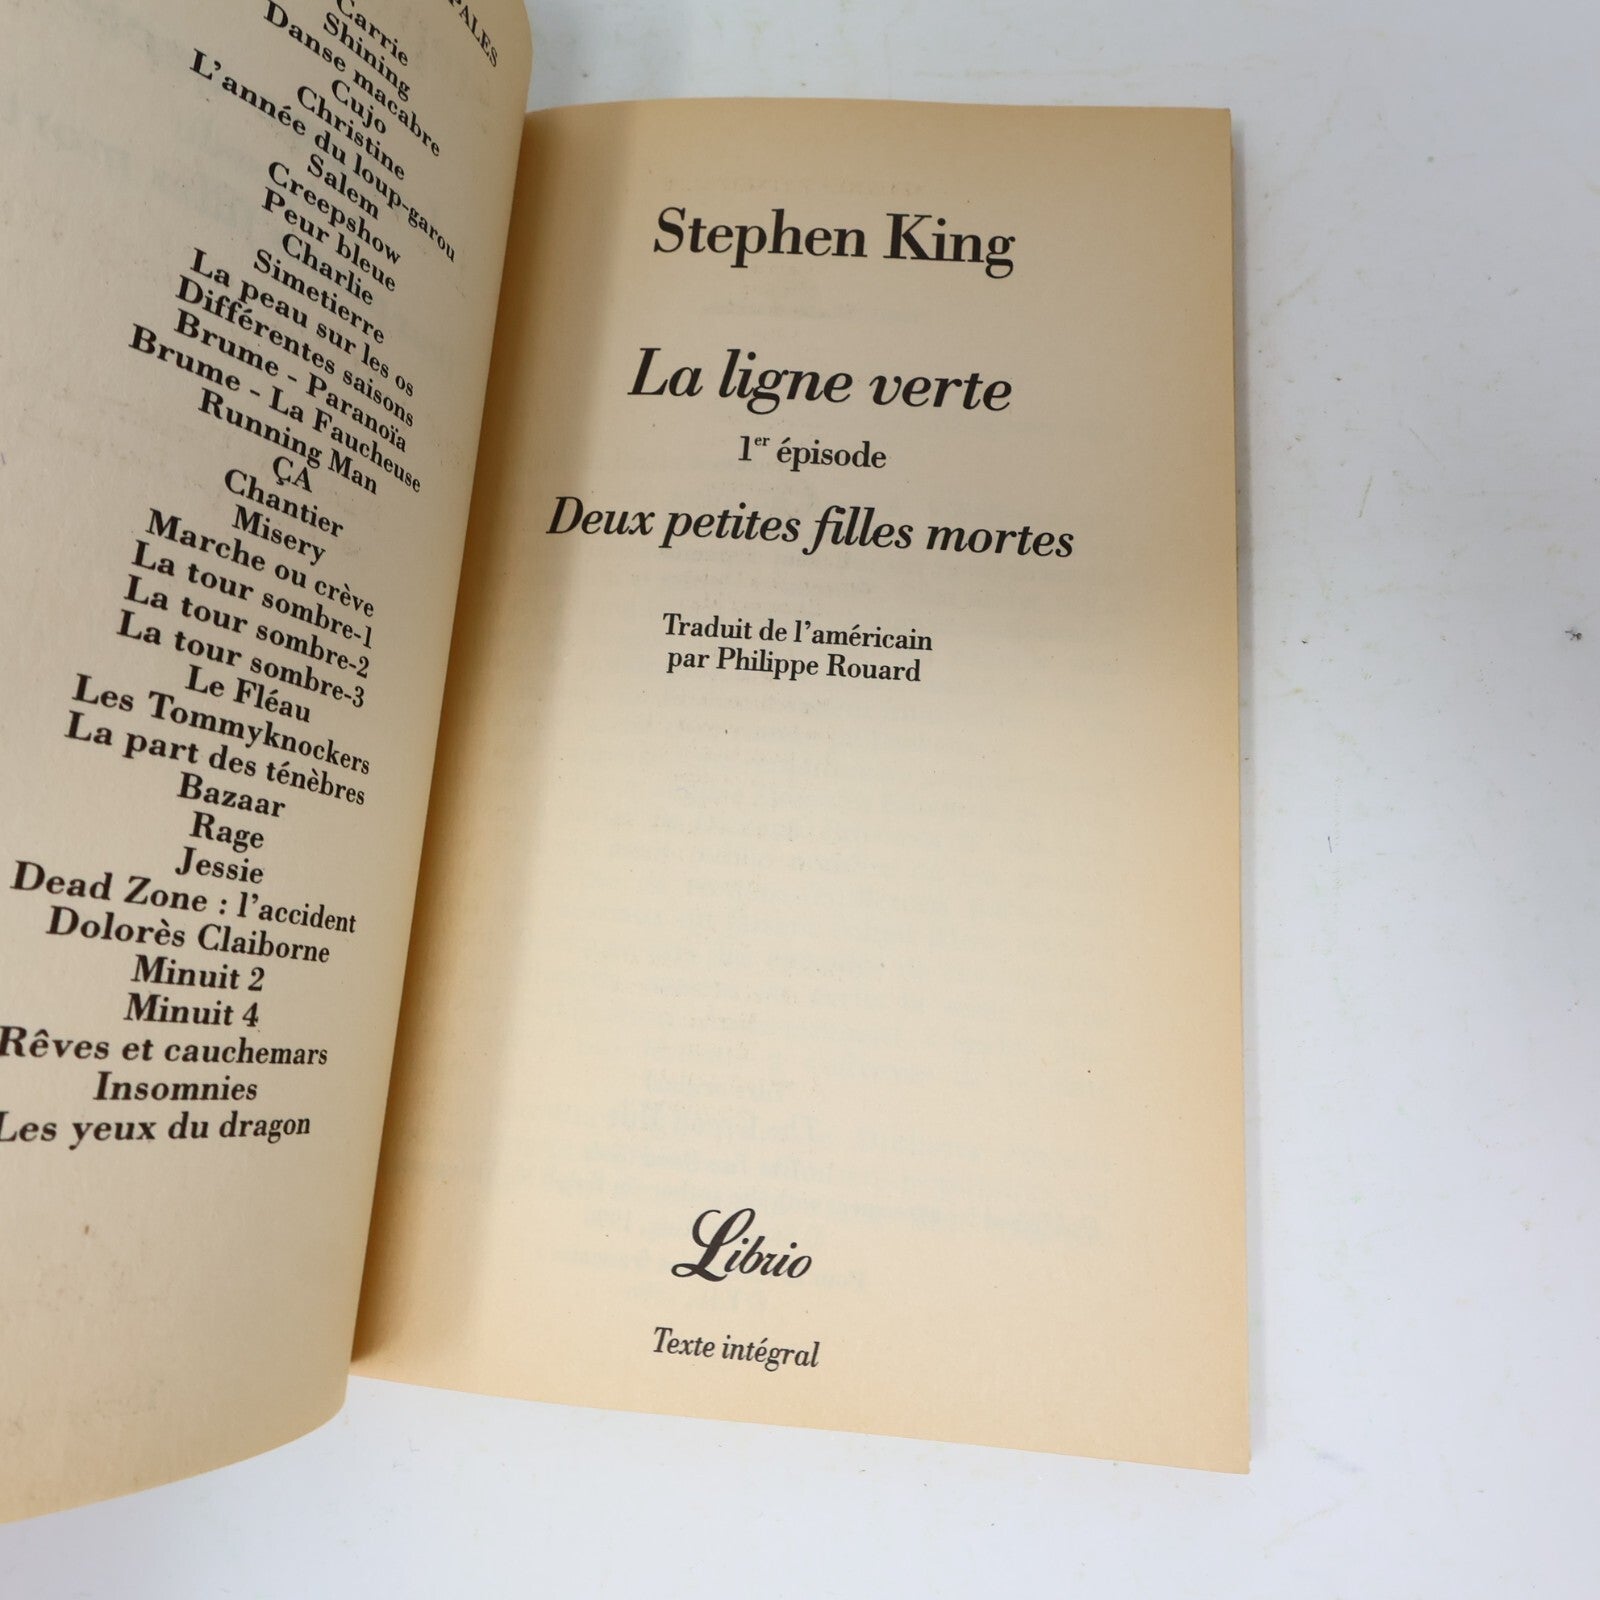 PALES
Carrie
Shining
Danse macabre
Cujo
Christine
L'année du loup-garou
Salem
Creepshow
Peur bleue
Charlie
Simetierre
La peau sur les os
Différentes saisons
Brume - Paranoïa
Brume - La Faucheuse
Running Man
ÇA
Chantier
Misery
Marche ou crève
La tour sombre-1
La tour sombre-2
La tour sombre-3
Le Fléau
Les Tommyknockers
La part des ténèbres
Bazaar
Rage
Jessie
Dead Zone : l'accident
Dolorès Claiborne
Minuit 2
Minuit 4
Rêves et cauchemars
Insomnies
Les yeux du dragon
Stephen King
La ligne verte
1er épisode
Deux petites filles mortes
Traduit de l'américain
par Philippe Rouard
Librio
Texte intégral